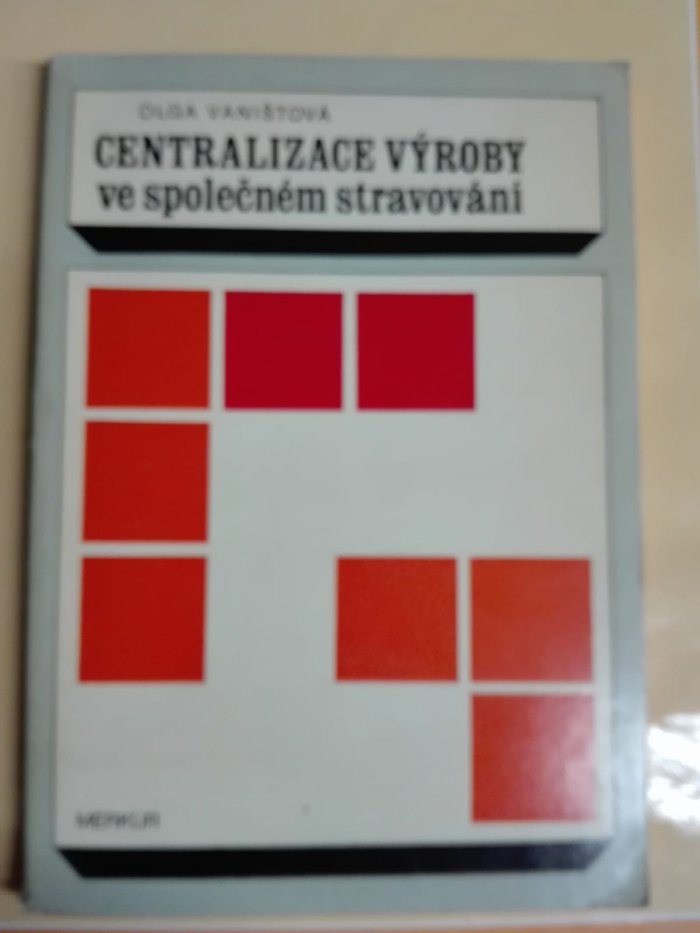 OLGA VANIŠTOVÁ
CENTRALIZACE VÝROBY
ve společném stravování
MERKUR